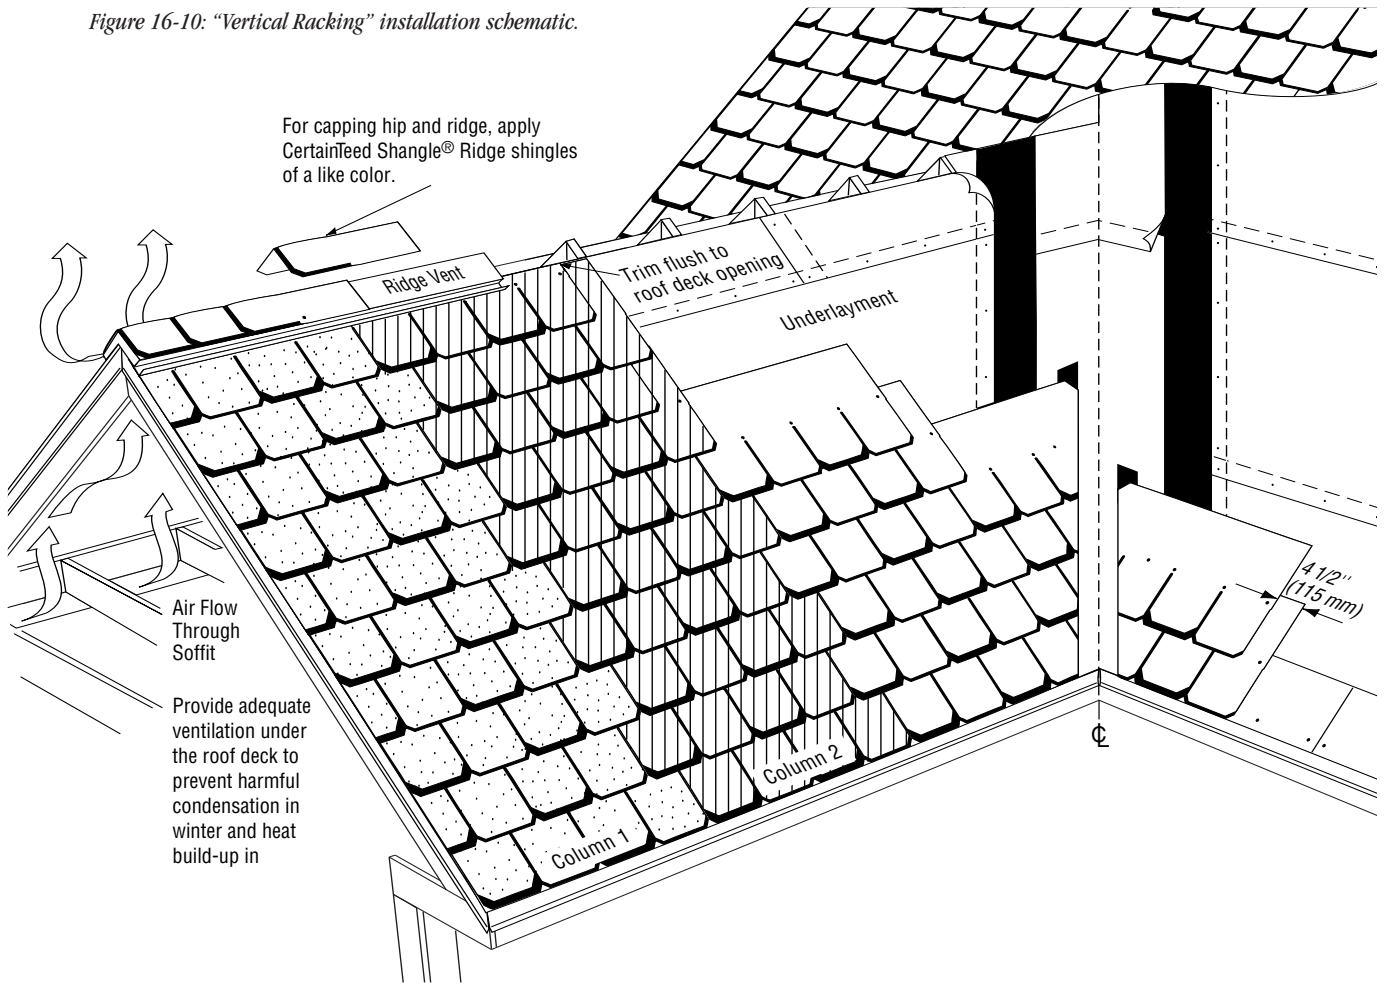 Figure 16-10: “Vertical Racking” installation schematic.
For capping hip and ridge, apply
CertainTeed Shangle® Ridge shingles
of a like color.
Ridge Vent
Trim flush to
roof deck opening
Underlayment
4 1/2''
(115 mm)
Air Flow
Through
Soffit
Provide adequate
ventilation under
the roof deck to
prevent harmful
condensation in
winter and heat
build-up in
Column 2
Column 1
℄